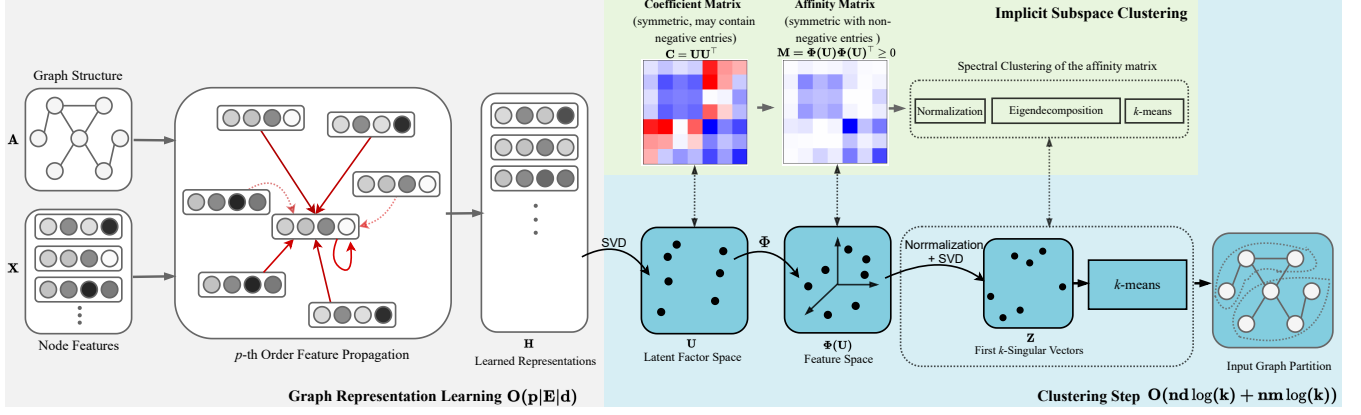 Graph Structure
A
X
Node Features
p-th Order Feature Propagation
H
Learned Representations
Graph Representation Learning O(p|E|d)
Coefficient Matrix
(symmetric, may contain
negative entries)
C = UU⊤
Affinity Matrix
(symmetric with non-
negative entries )
M = Φ(U)Φ(U)⊤ ≥ 0
Implicit Subspace Clustering
Spectral Clustering of the affinity matrix
Normalization
Eigendecomposition
k-means
SVD
U
Latent Factor Space
Φ
Φ(U)
Feature Space
Norrmalization
+ SVD
Z
First k-Singular Vectors
k-means
Input Graph Partition
Clustering Step O(nd log(k) + nm log(k))